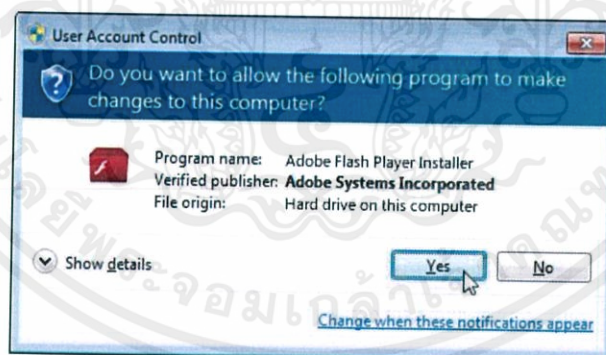 User Account Control
Do you want to allow the following program to make
changes to this computer?
Program name: Adobe Flash Player Installer
Verified publisher: Adobe Systems Incorporated
File origin: Hard drive on this computer
Show details
Yes
No
Change when these notifications appear